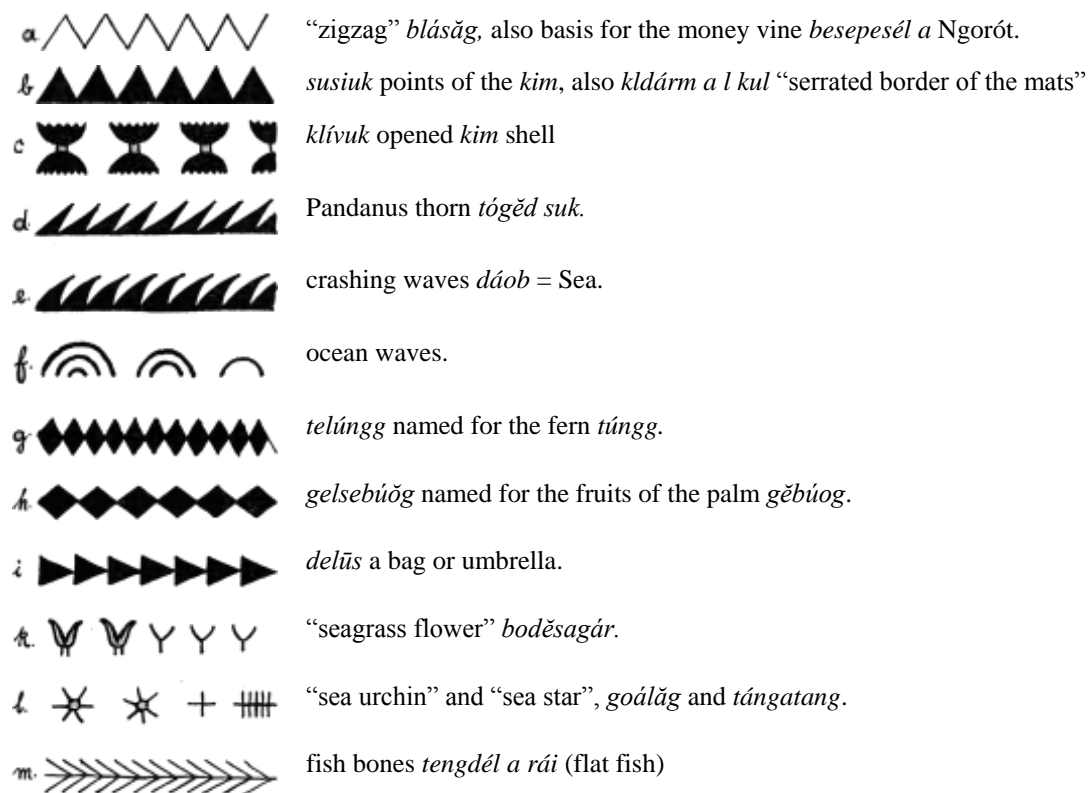 a. “zigzag” blásăg, also basis for the money vine besepesél a Ngorót.
b susiuk points of the kim, also kldárm a l kul “serrated border of the mats”
c klívuk opened kim shell
d. Pandanus thorn tógĕd suk.
e. crashing waves dáob = Sea.
f. ocean waves.
g telúngg named for the fern túngg.
h. gelsebúŏg named for the fruits of the palm gĕbúog.
i delūs a bag or umbrella.
k. “seagrass flower” bodĕsagár.
l. “sea urchin” and “sea star”, goálăg and tángatang.
m. fish bones tengdél a rái (flat fish)